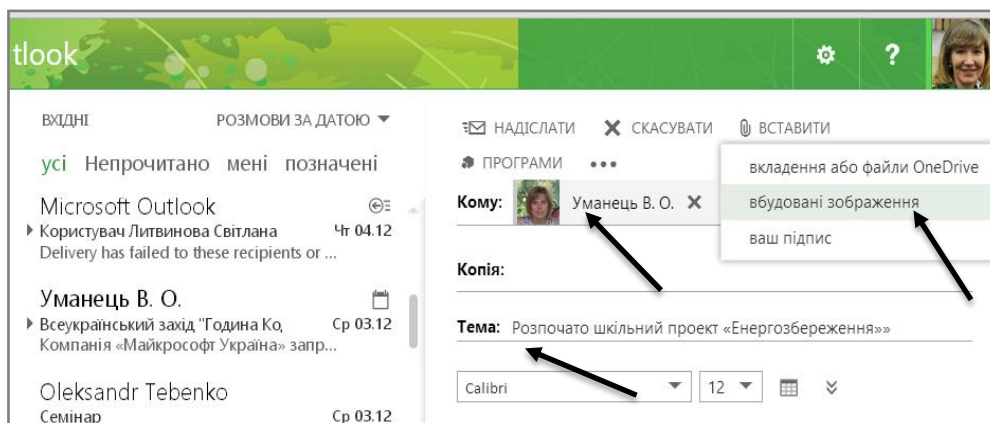 tlook
?
ВХІДНІ РОЗМОВИ ЗА ДАТОЮ
усі Непрочитано мені позначені
Microsoft Outlook
Користувач Литвинова Світлана Чт 04.12
Delivery has failed to these recipients or ...
Уманець В. О.
Всеукраїнський захід "Година Ко, Ср 03.12
Компанія «Майкрософт Україна» запр...
Oleksandr Tebenko
Семінар Ср 03.12
НАДІСЛАТИ СКАСУВАТИ ВСТАВИТИ
ПРОГРАМИ •••
вкладення або файли OneDrive
вбудовані зображення
ваш підпис
Кому: Уманець В. О.
Копія:
Тема: Розпочато шкільний проект «Енергозбереження»»
Calibri 12